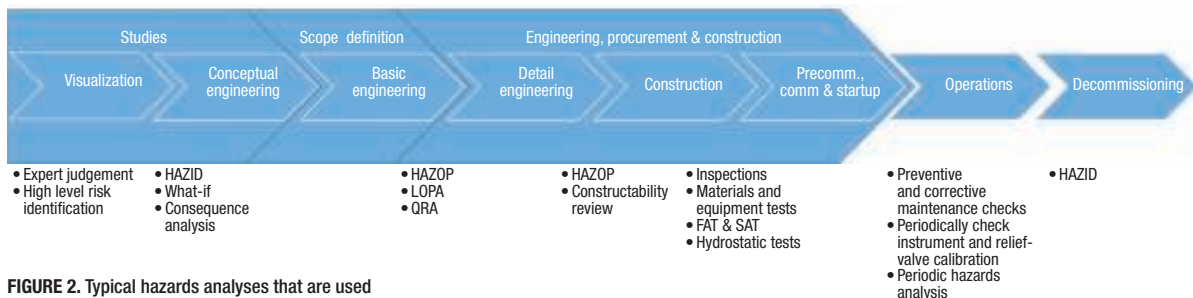 Studies
Scope definition
Engineering, procurement & construction
Visualization
Conceptual
engineering
Basic
engineering
Detail
engineering
Construction
Precomm.,
comm & startup
Operations
Decommissioning
• Expert judgement
• High level risk
identification
• HAZID
• What-if
• Consequence
analysis
• HAZOP
• LOPA
• QRA
• HAZOP
• Constructability
review
• Inspections
• Materials and
equipment tests
• FAT & SAT
• Hydrostatic tests
• Preventive
and corrective
maintenance checks
• Periodically check
instrument and relief-
valve calibration
• Periodic hazards
analysis
• HAZID
FIGURE 2. Typical hazards analyses that are used